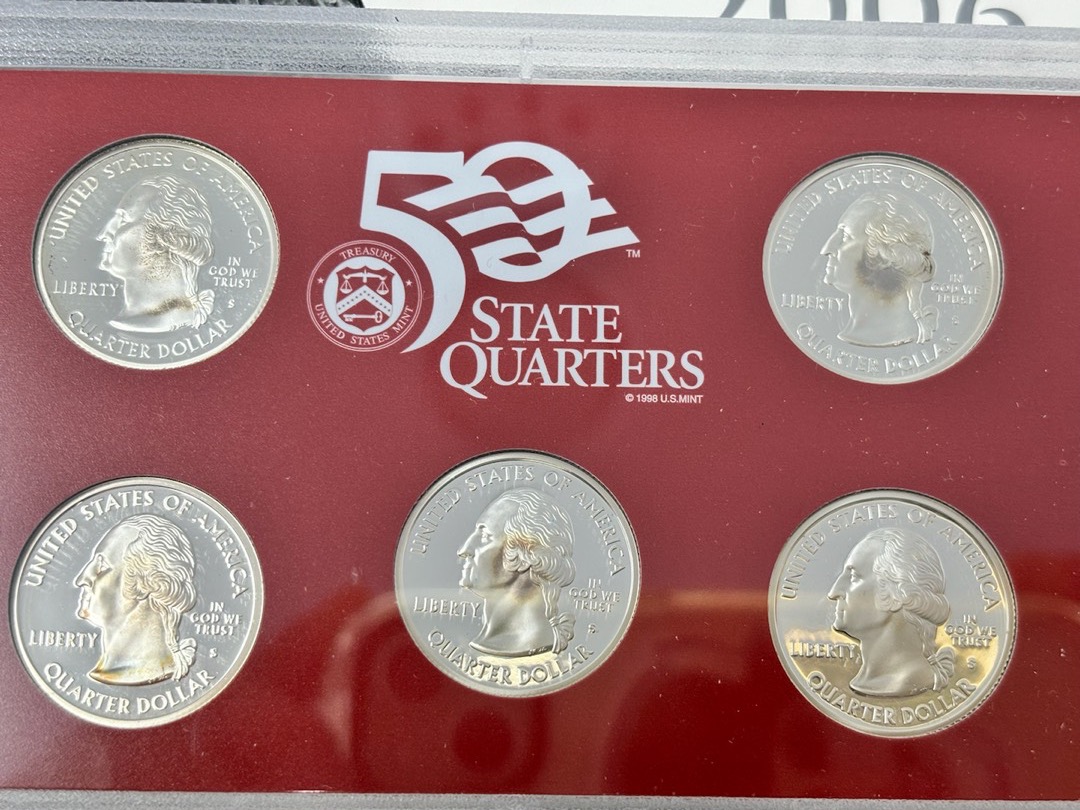 2006
UNITED STATES OF AMERICA
LIBERTY
IN
GOD WE
TRUST
S
QUARTER DOLLAR
50
TM
TREASURY
UNITED STATES MINT
STATE
QUARTERS
© 1998 U.S.MINT
UNITED STATES OF AMERICA
LIBERTY
IN
GOD WE
TRUST
S
QUARTER DOLLAR
UNITED STATES OF AMERICA
LIBERTY
IN
GOD WE
TRUST
S
QUARTER DOLLAR
UNITED STATES OF AMERICA
LIBERTY
IN
GOD WE
TRUST
S
QUARTER DOLLAR
UNITED STATES OF AMERICA
LIBERTY
IN
GOD WE
TRUST
S
QUARTER DOLLAR